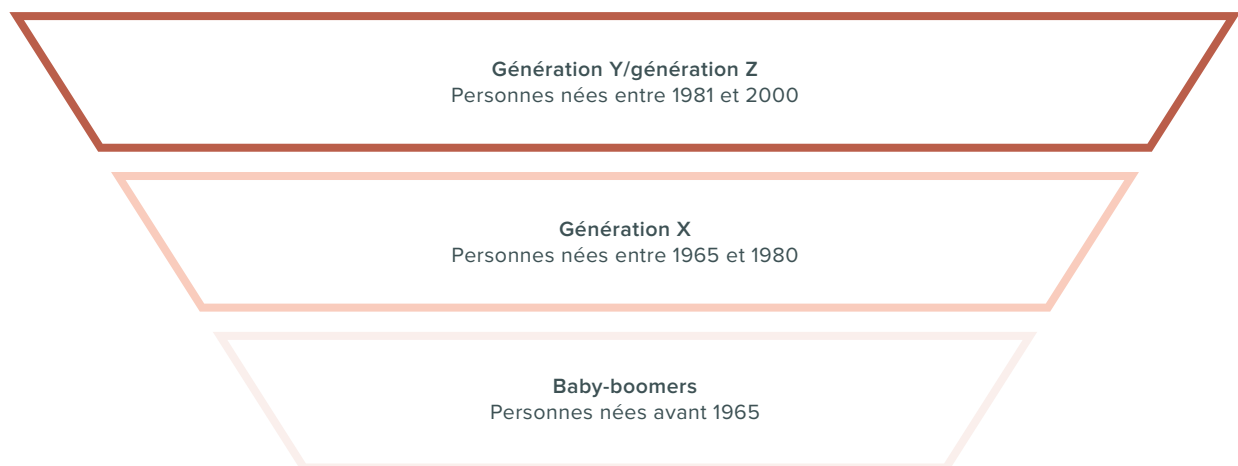 Génération Y/génération Z
Personnes nées entre 1981 et 2000
Génération X
Personnes nées entre 1965 et 1980
Baby-boomers
Personnes nées avant 1965